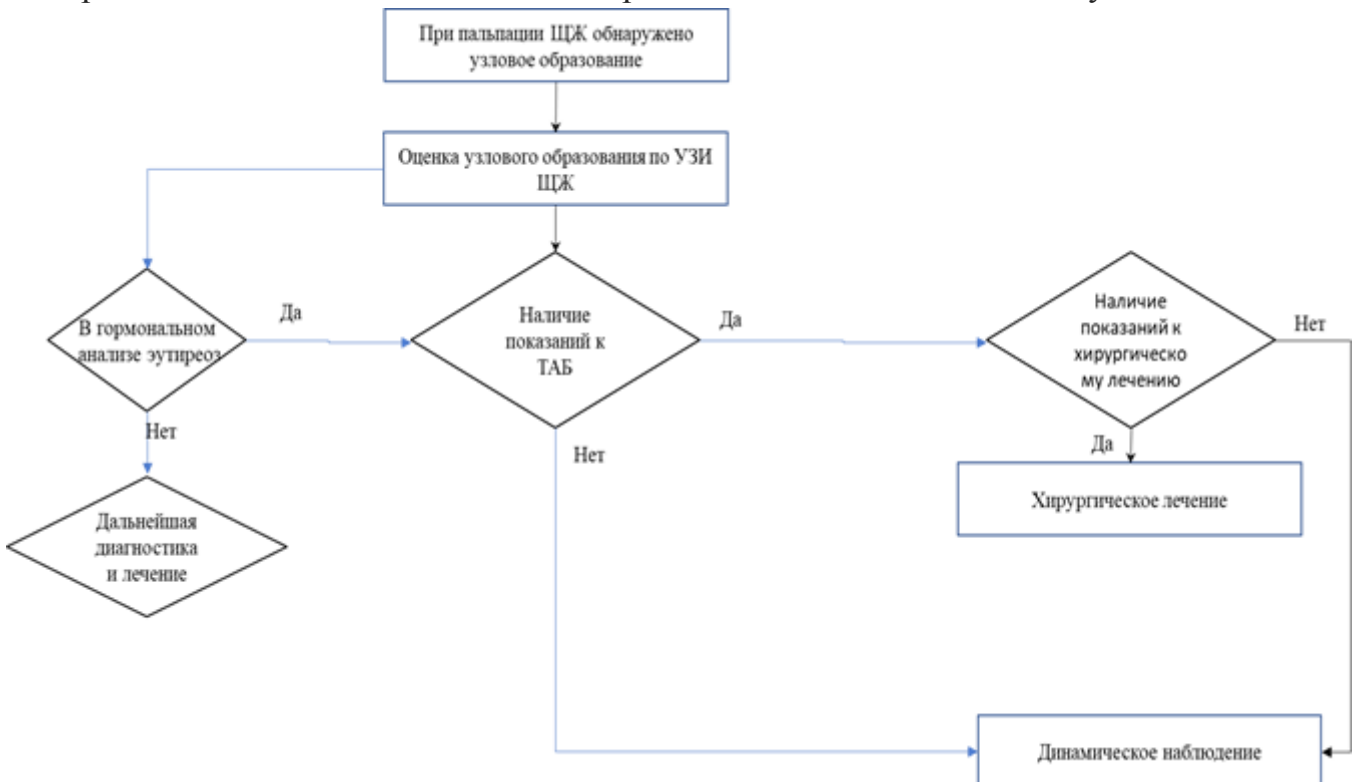 При пальпации ЩЖ обнаружено
узловое образование
Оценка узлового образования по УЗИ
ЩЖ
В гормональном
анализе эутиреоз
Да
Нет
Дальнейшая
диагностика
и лечение
Наличие
показаний к
ТАБ
Да
Нет
Наличие
показаний к
хирургическо
му лечению
Нет
Да
Хирургическое лечение
Динамическое наблюдение